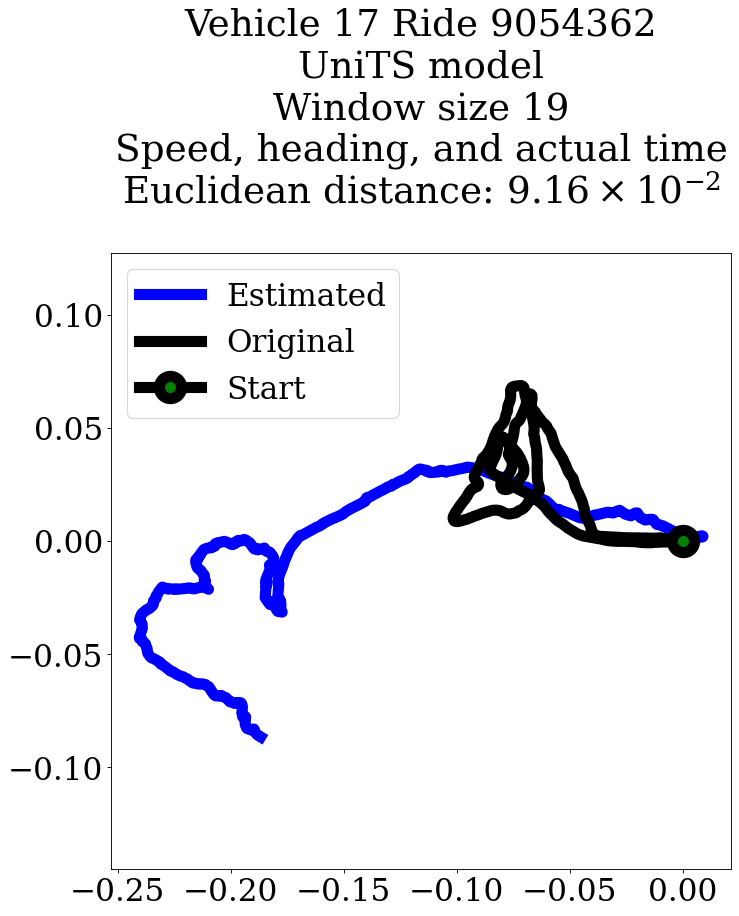 Vehicle 17 Ride 9054362
UniTS model
Window size 19
Speed, heading, and actual time
Euclidean distance: 9.16 × 10⁻²
Estimated
Original
Start
0.10
0.05
0.00
−0.05
−0.10
−0.25 −0.20 −0.15 −0.10 −0.05 0.00